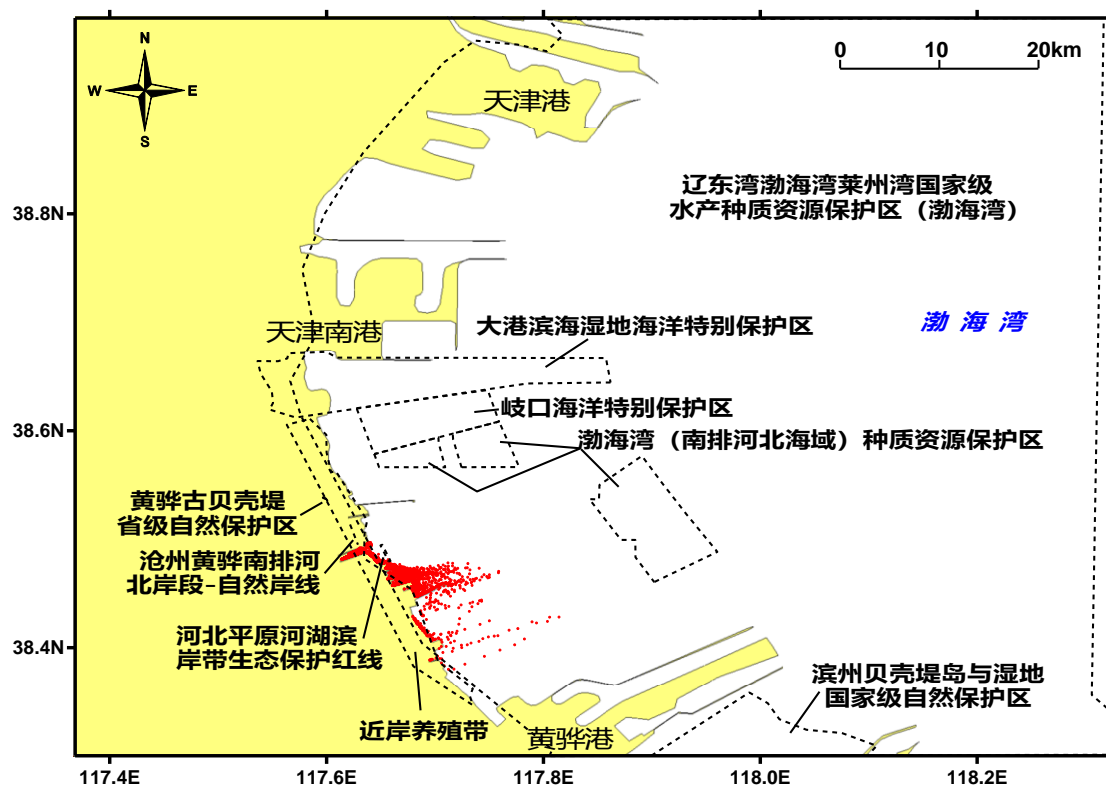 N
W
E
S
0
10
20km
天津港
辽东湾渤海湾莱州湾国家级
水产种质资源保护区（渤海湾）
38.8N
渤海湾
天津南港
大港滨海湿地海洋特别保护区
岐口海洋特别保护区
38.6N
渤海湾（南排河北海域）种质资源保护区
黄骅古贝壳堤
省级自然保护区
沧州黄骅南排河
北岸段-自然岸线
河北平原河湖滨
岸带生态保护红线
38.4N
滨州贝壳堤岛与湿地
国家级自然保护区
近岸养殖带
黄骅港
117.4E
117.6E
117.8E
118.0E
118.2E